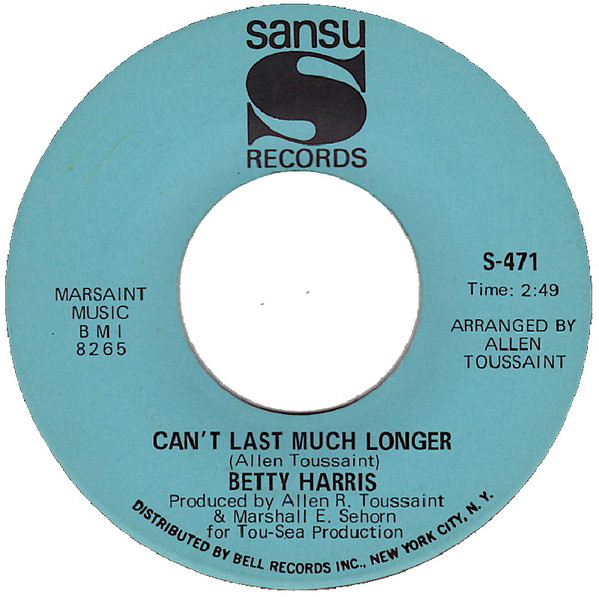 sansu
S
RECORDS
S-471
Time: 2:49
ARRANGED BY
ALLEN
TOUSSAINT
MARSAINT
MUSIC
B M I
8265
CAN'T LAST MUCH LONGER
(Allen Toussaint)
BETTY HARRIS
Produced by Allen R. Toussaint
& Marshall E. Sehorn
for Tou-Sea Production
DISTRIBUTED BY BELL RECORDS INC., NEW YORK CITY, N. Y.